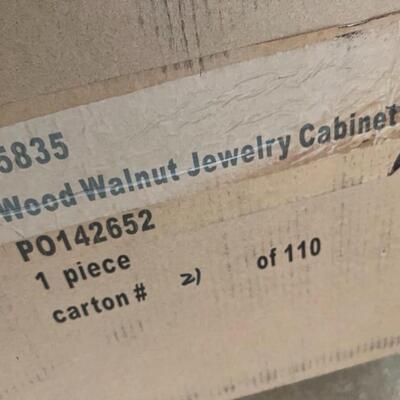 5835
Wood Walnut Jewelry Cabinet
PO142652
1 piece
carton # 21 of 110